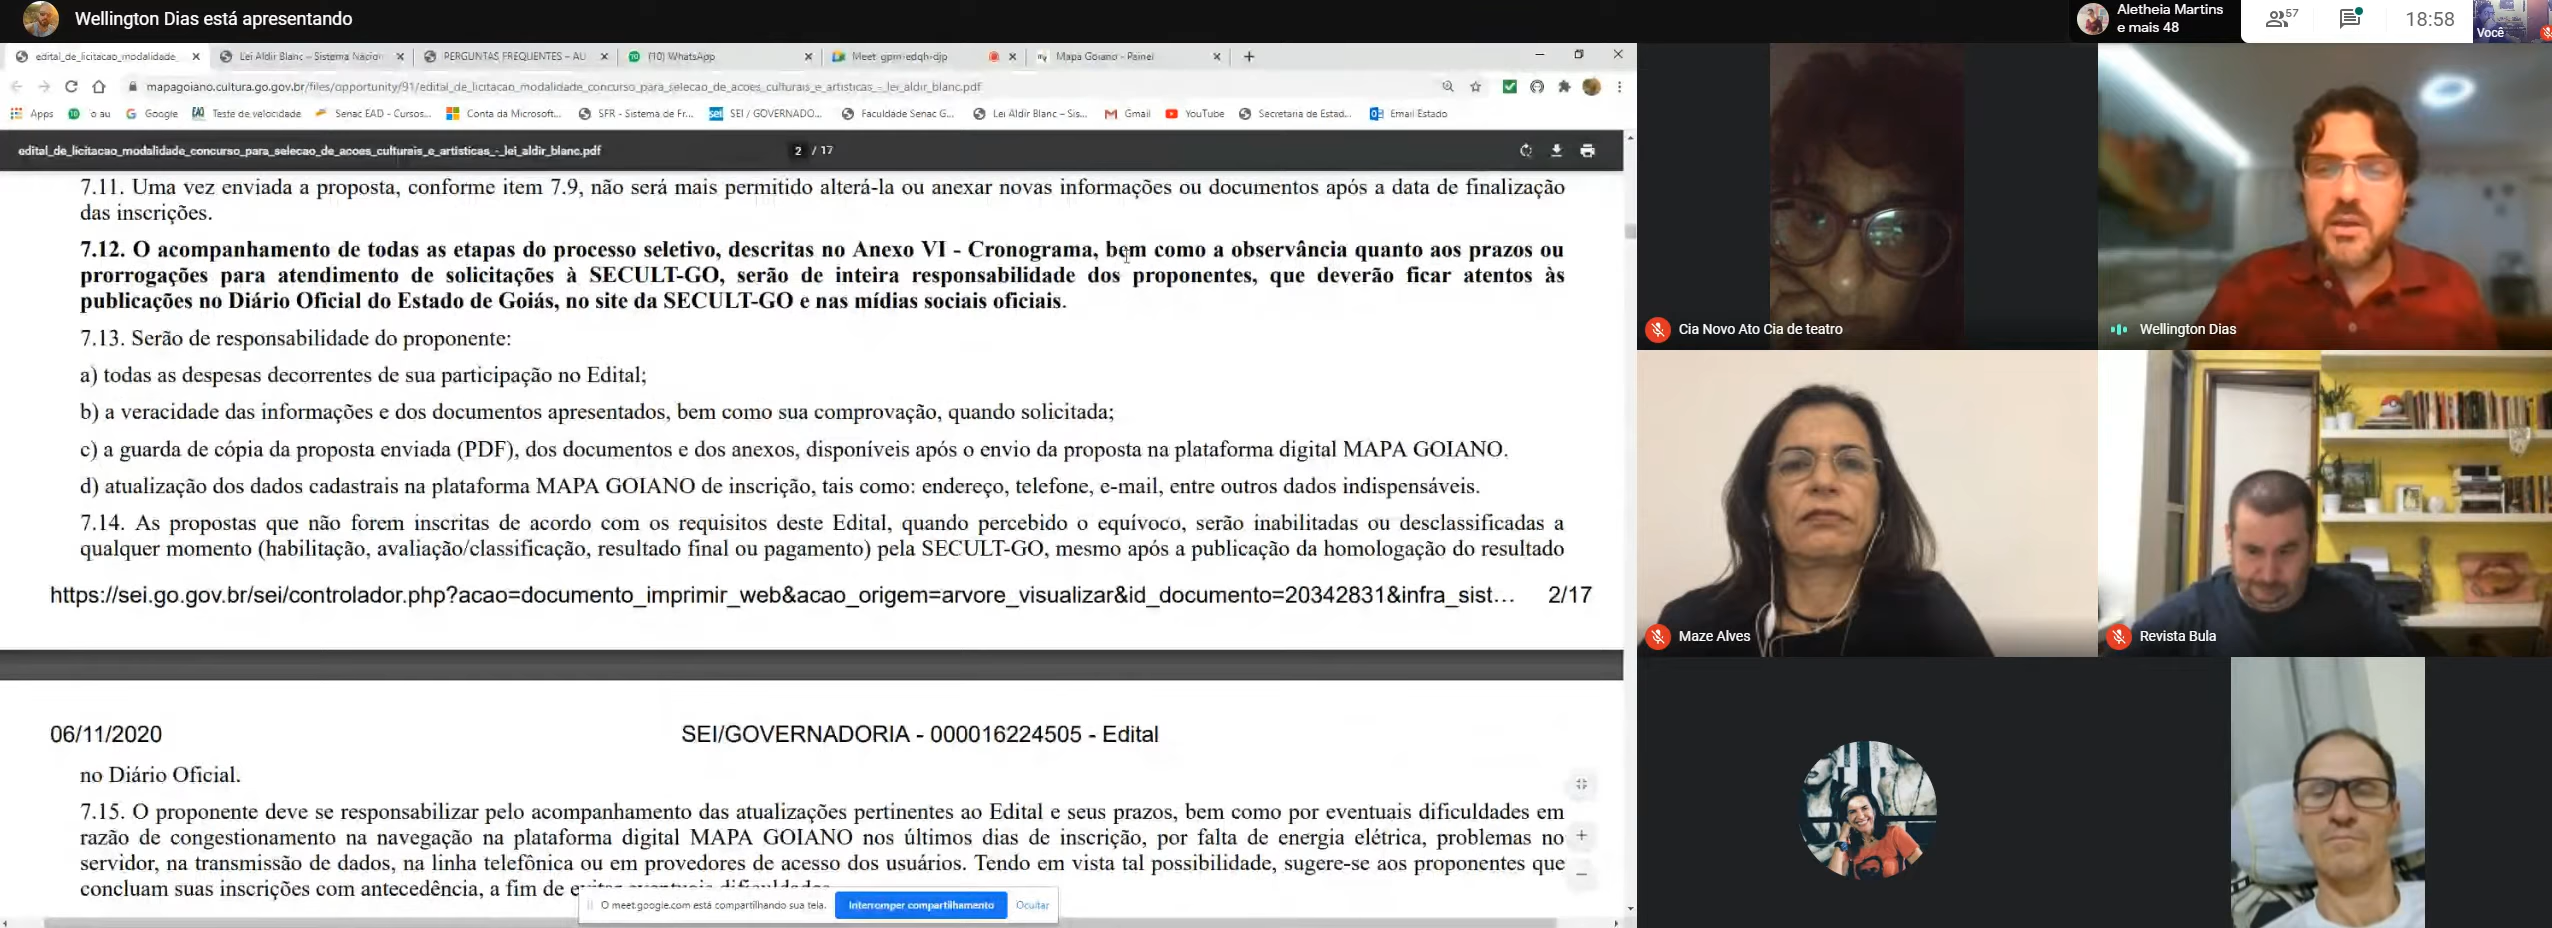 Wellington Dias está apresentando
Aletheia Martins
e mais 48
57
18:58
Você
edital_de_licitacao_modalidade_
Lei Aldir Blanc – Sistema Nacion
PERGUNTAS FREQUENTES – AU
(10) WhatsApp
Meet: gpm-edqh-djp
Mapa Goiano - Painel
mapagoiano.cultura.go.gov.br/files/opportunity/91/edital_de_licitacao_modalidade_concurso_para_selecao_de_acoes_culturais_e_artisticas_-_lei_aldir_blanc.pdf
Apps
Google
Teste de velocidade
Senac EAD - Cursos...
Conta da Microsoft...
SFR - Sistema de Fr...
SEI / GOVERNADO...
Faculdade Senac G...
Lei Aldir Blanc – Sis...
Gmail
YouTube
Secretaria de Estad...
Email Estado
edital_de_licitacao_modalidade_concurso_para_selecao_de_acoes_culturais_e_artisticas_-_lei_aldir_blanc.pdf
2 / 17
7.11. Uma vez enviada a proposta, conforme item 7.9, não será mais permitido alterá-la ou anexar novas informações ou documentos após a data de finalização
das inscrições.
7.12. O acompanhamento de todas as etapas do processo seletivo, descritas no Anexo VI - Cronograma, bem como a observância quanto aos prazos ou
prorrogações para atendimento de solicitações à SECULT-GO, serão de inteira responsabilidade dos proponentes, que deverão ficar atentos às
publicações no Diário Oficial do Estado de Goiás, no site da SECULT-GO e nas mídias sociais oficiais.
7.13. Serão de responsabilidade do proponente:
a) todas as despesas decorrentes de sua participação no Edital;
b) a veracidade das informações e dos documentos apresentados, bem como sua comprovação, quando solicitada;
c) a guarda de cópia da proposta enviada (PDF), dos documentos e dos anexos, disponíveis após o envio da proposta na plataforma digital MAPA GOIANO.
d) atualização dos dados cadastrais na plataforma MAPA GOIANO de inscrição, tais como: endereço, telefone, e-mail, entre outros dados indispensáveis.
7.14. As propostas que não forem inscritas de acordo com os requisitos deste Edital, quando percebido o equívoco, serão inabilitadas ou desclassificadas a
qualquer momento (habilitação, avaliação/classificação, resultado final ou pagamento) pela SECULT-GO, mesmo após a publicação da homologação do resultado
https://sei.go.gov.br/sei/controlador.php?acao=documento_imprimir_web&acao_origem=arvore_visualizar&id_documento=20342831&infra_sist... 2/17
06/11/2020 SEI/GOVERNADORIA - 000016224505 - Edital
no Diário Oficial.
7.15. O proponente deve se responsabilizar pelo acompanhamento das atualizações pertinentes ao Edital e seus prazos, bem como por eventuais dificuldades em
razão de congestionamento na navegação na plataforma digital MAPA GOIANO nos últimos dias de inscrição, por falta de energia elétrica, problemas no
servidor, na transmissão de dados, na linha telefônica ou em provedores de acesso dos usuários. Tendo em vista tal possibilidade, sugere-se aos proponentes que
concluam suas inscrições com antecedência, a fim de evitar eventuais dificuldades
O meet.google.com está compartilhando sua tela.
Interromper compartilhamento
Ocultar
Cia Novo Ato Cia de teatro
Wellington Dias
Maze Alves
Revista Bula